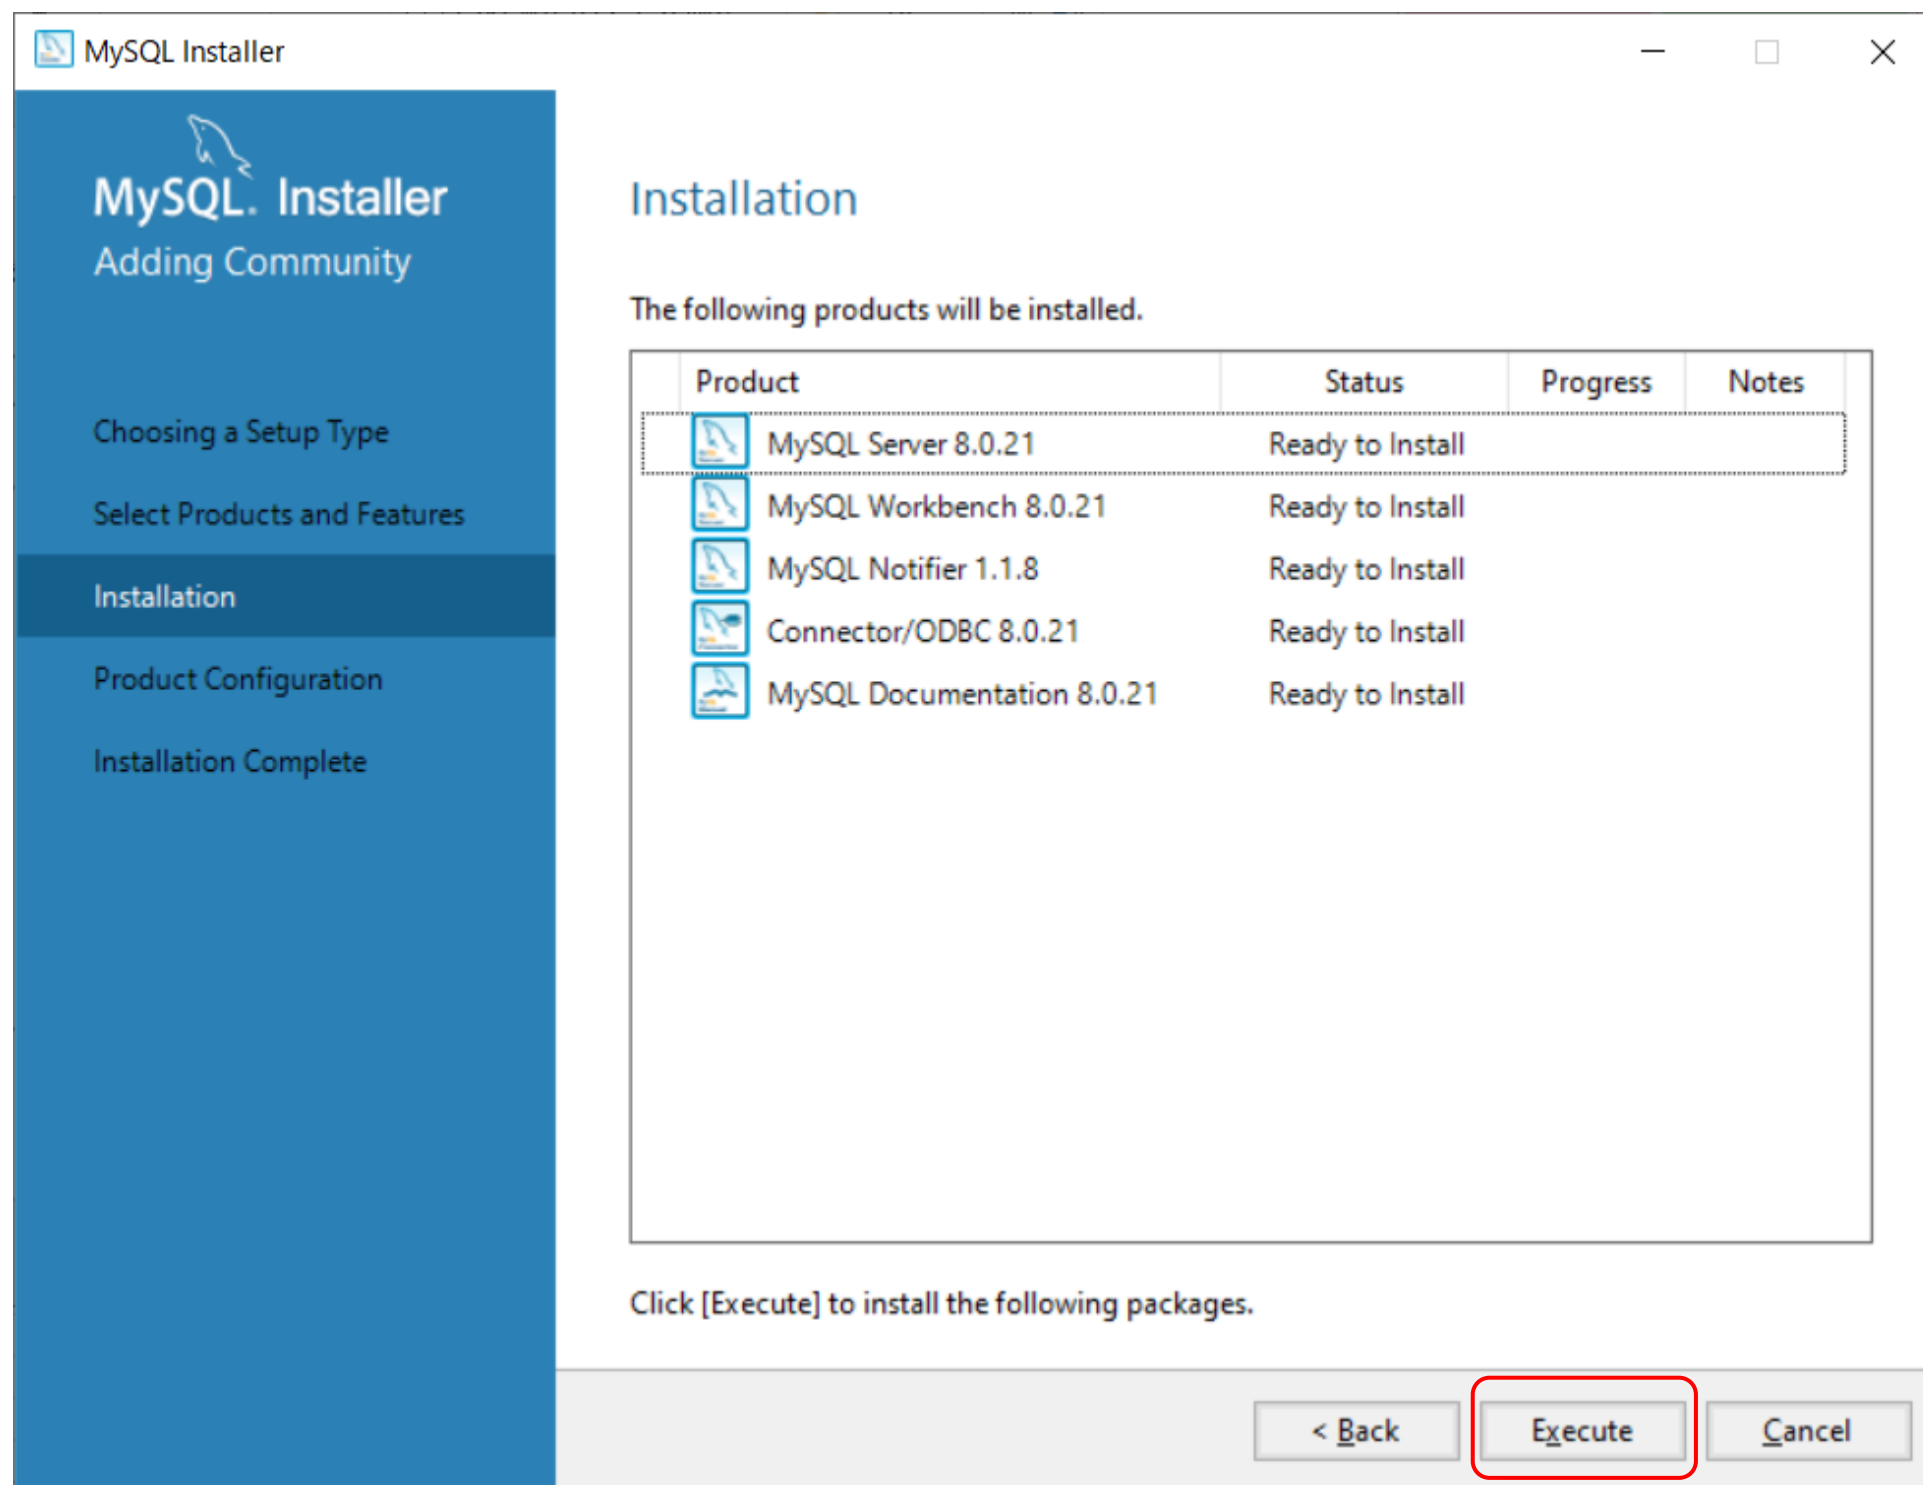 MySQL Installer
MySQL. Installer
Adding Community
Choosing a Setup Type
Select Products and Features
Installation
Product Configuration
Installation Complete
Installation
The following products will be installed.
Product Status Progress Notes
MySQL Server 8.0.21 Ready to Install
MySQL Workbench 8.0.21 Ready to Install
MySQL Notifier 1.1.8 Ready to Install
Connector/ODBC 8.0.21 Ready to Install
MySQL Documentation 8.0.21 Ready to Install
Click [Execute] to install the following packages.
< Back Execute Cancel